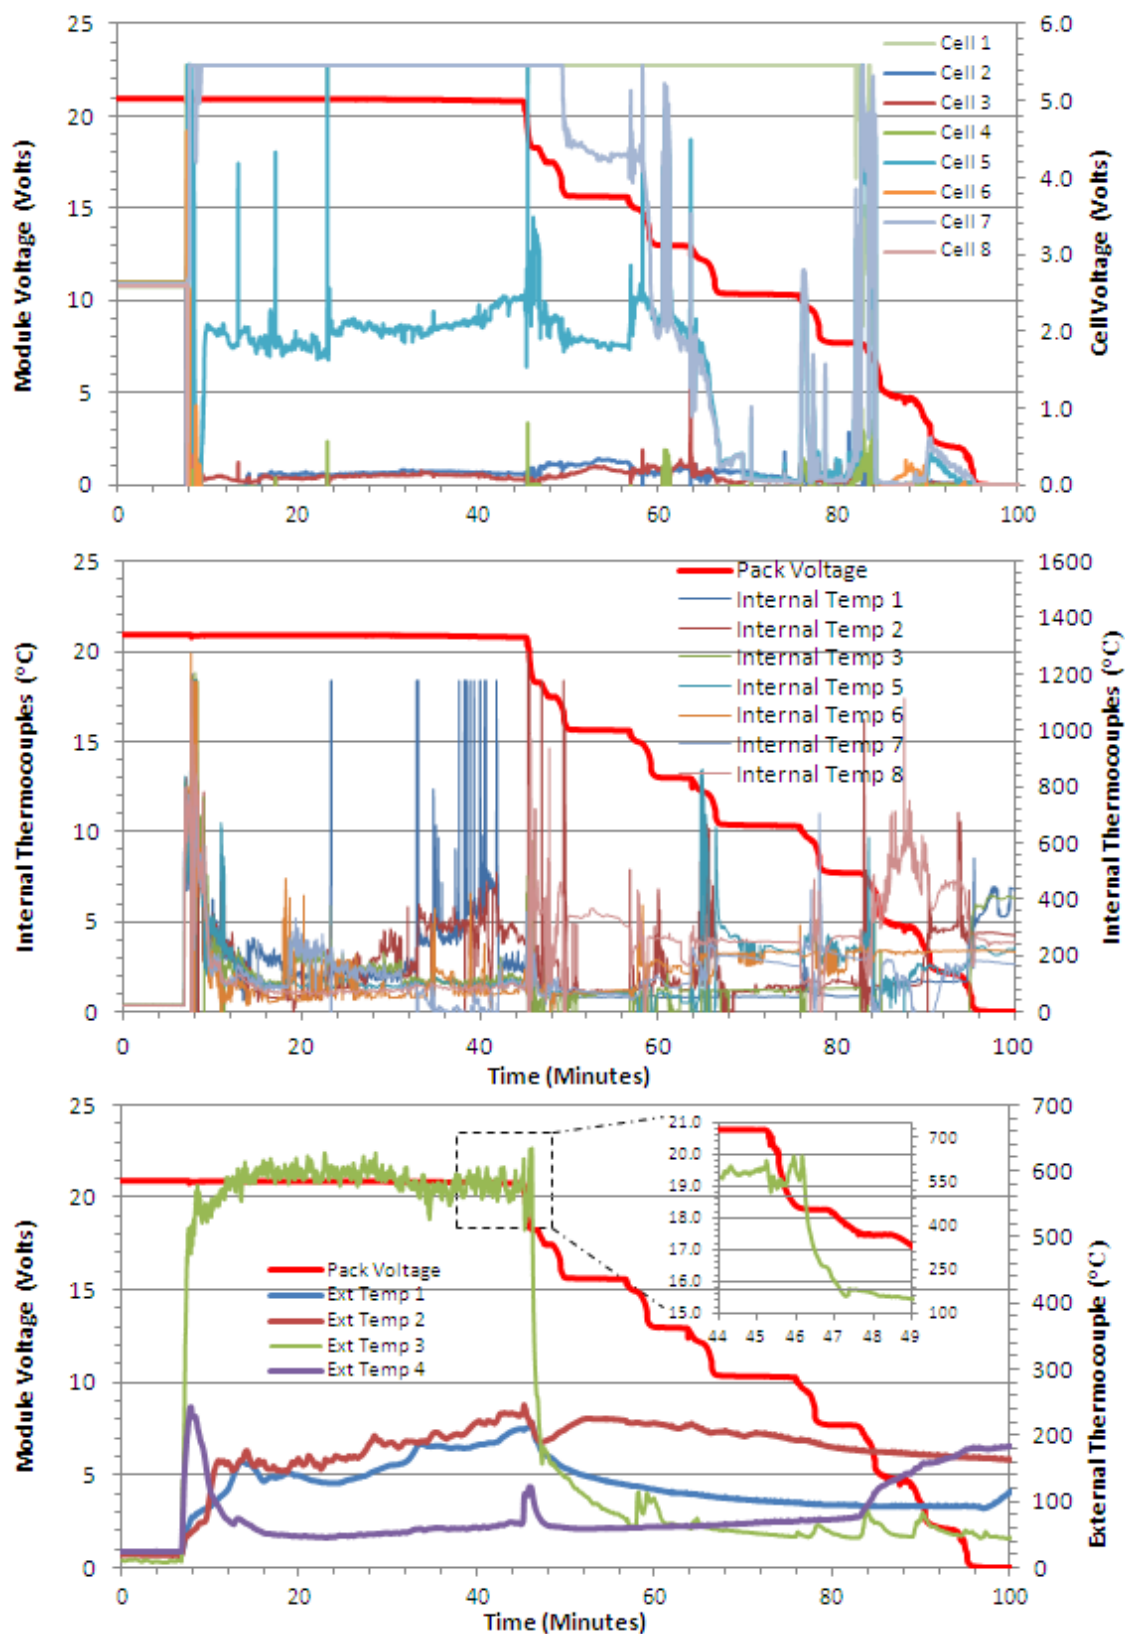 25
20
15
10
5
0
Module Voltage (Volts)
6.0
5.0
4.0
3.0
2.0
1.0
0.0
Cell Voltage (Volts)
Cell 1
Cell 2
Cell 3
Cell 4
Cell 5
Cell 6
Cell 7
Cell 8
0 20 40 60 80 100
25
20
15
10
5
0
Internal Thermocouples (°C)
1600
1400
1200
1000
800
600
400
200
0
Internal Thermocouples (°C)
Pack Voltage
Internal Temp 1
Internal Temp 2
Internal Temp 3
Internal Temp 5
Internal Temp 6
Internal Temp 7
Internal Temp 8
0 20 40 60 80 100
Time (Minutes)
25
20
15
10
5
0
Module Voltage (Volts)
700
600
500
400
300
200
100
0
External Thermocouple (°C)
Pack Voltage
Ext Temp 1
Ext Temp 2
Ext Temp 3
Ext Temp 4
21.0
20.0
19.0
18.0
17.0
16.0
15.0
700
550
400
250
100
44 45 46 47 48 49
0 20 40 60 80 100
Time (Minutes)